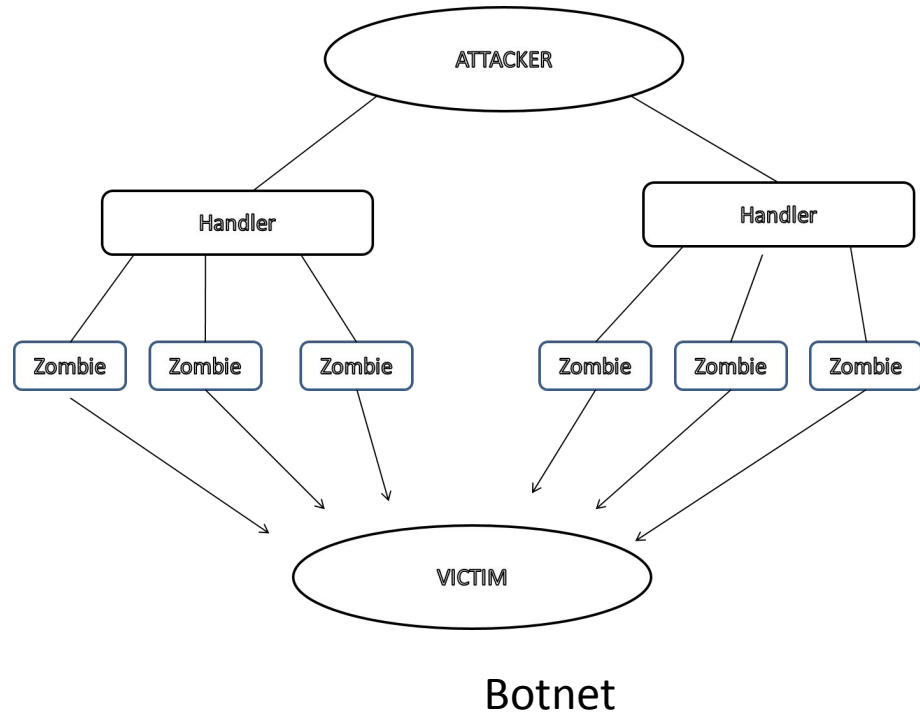 ATTACKER
Handler
Handler
Zombie
Zombie
Zombie
Zombie
Zombie
Zombie
VICTIM
Botnet